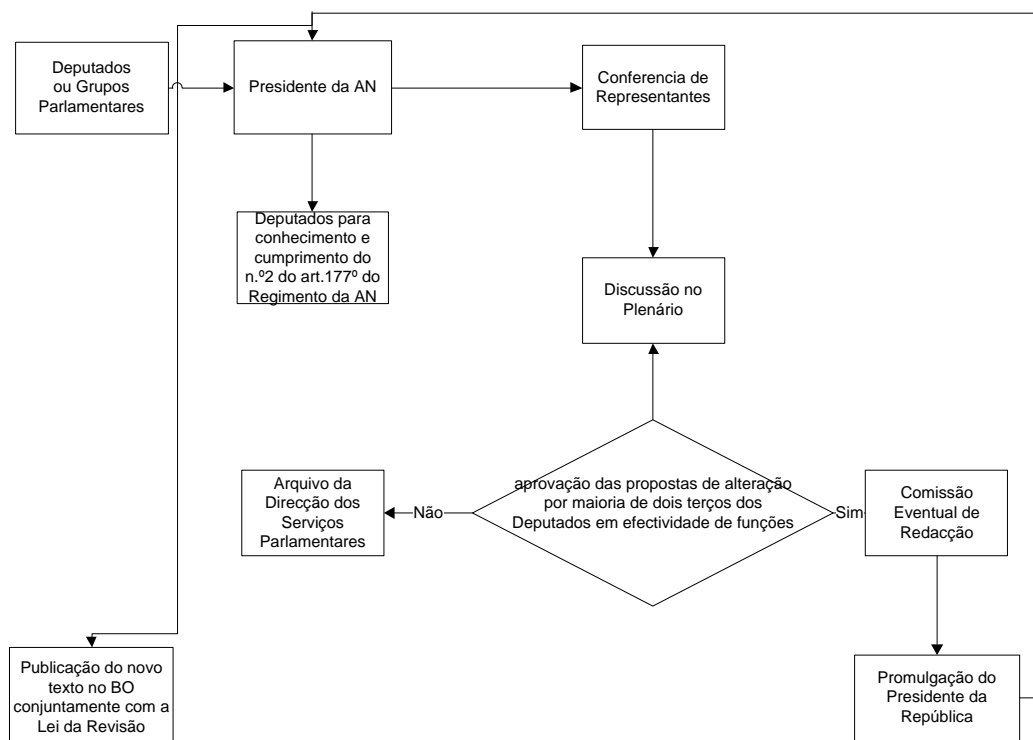 Deputados
ou Grupos
Parlamentares
Presidente da AN
Conferencia de
Representantes
Deputados para
conhecimento e
cumprimento do
n.º2 do art.177º do
Regimento da AN
Discussão no
Plenário
aprovação das propostas de alteração
por maioria de dois terços dos
Deputados em efectividade de funções
Não
Sim
Arquivo da
Direcção dos
Serviços
Parlamentares
Comissão
Eventual de
Redacção
Publicação do novo
texto no BO
conjuntamente com a
Lei da Revisão
Promulgação do
Presidente da
República